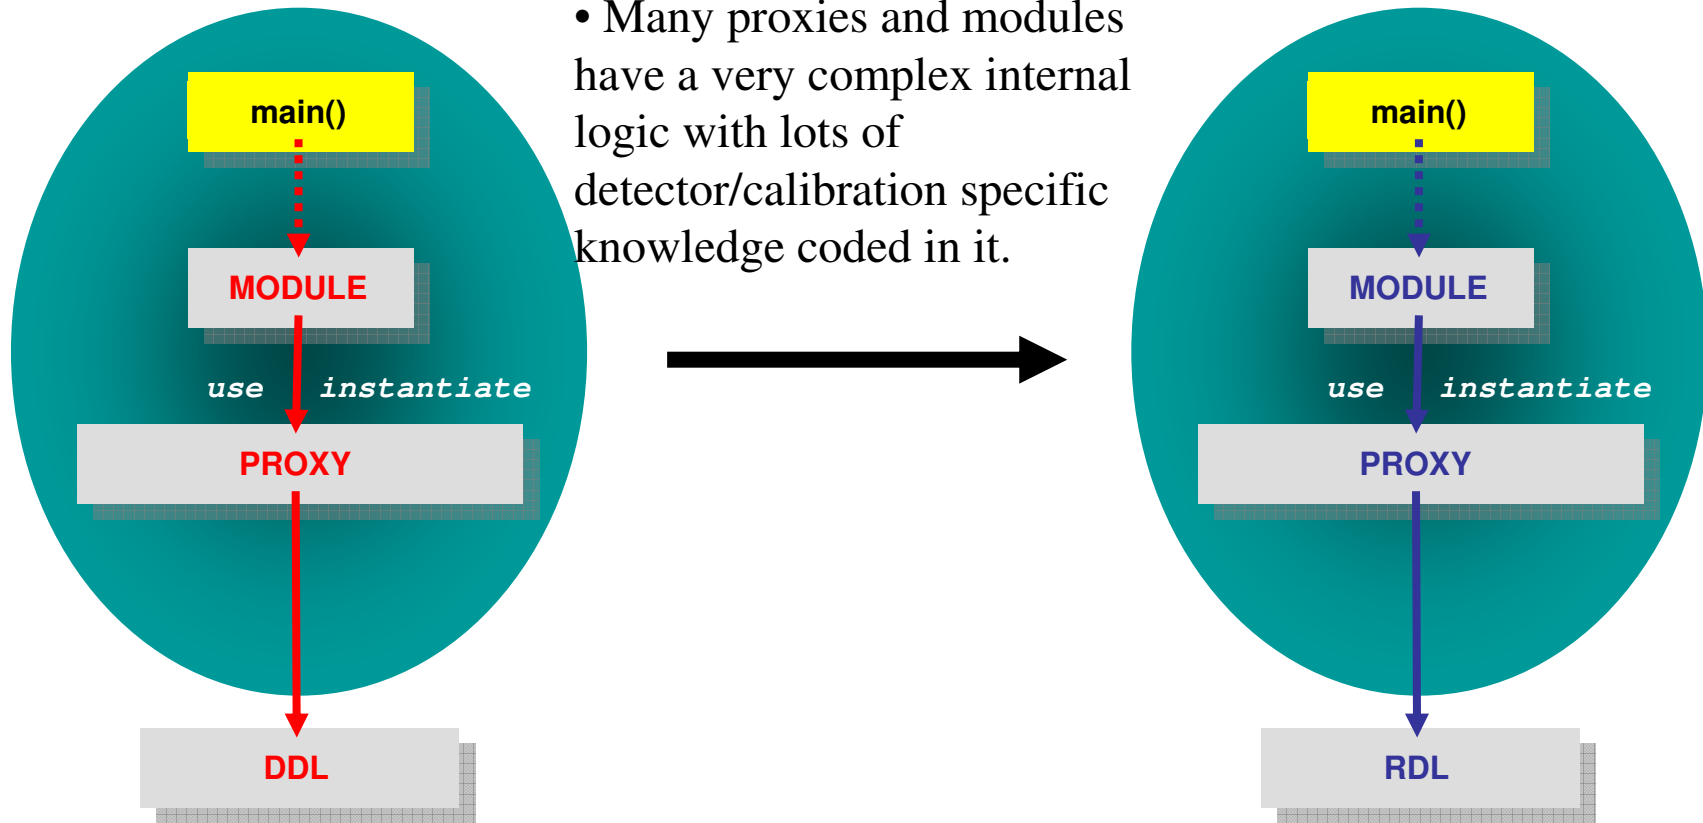 • Many proxies and modules
have a very complex internal
logic with lots of
detector/calibration specific
knowledge coded in it.
main()
MODULE
use instantiate
PROXY
DDL
main()
MODULE
use instantiate
PROXY
RDL